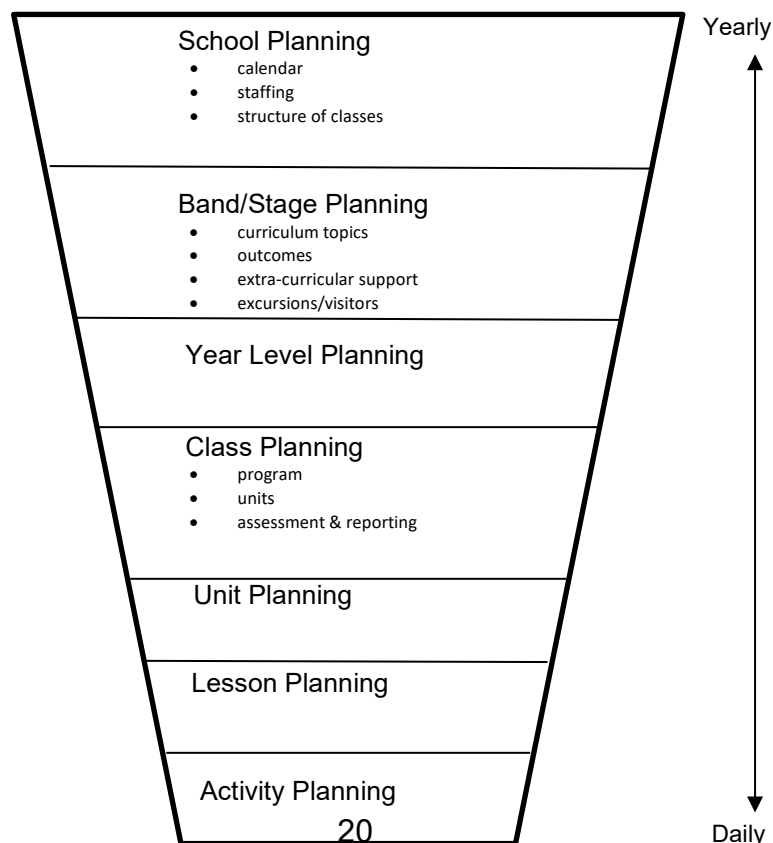 Yearly
School Planning
• calendar
• staffing
• structure of classes
Band/Stage Planning
• curriculum topics
• outcomes
• extra-curricular support
• excursions/visitors
Year Level Planning
Class Planning
• program
• units
• assessment & reporting
Unit Planning
Lesson Planning
Activity Planning
20
Daily